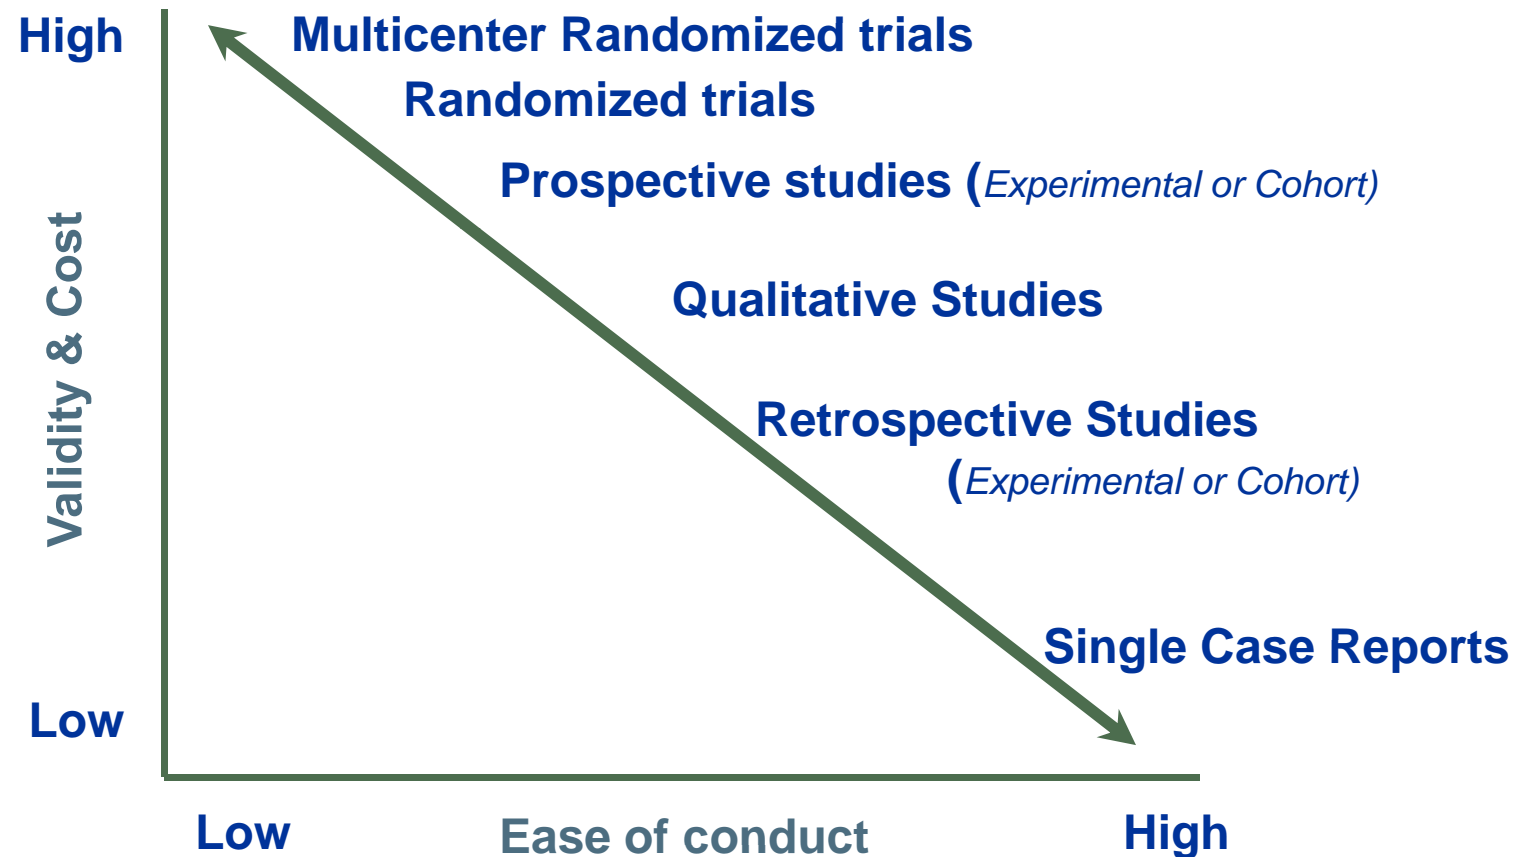 High
Multicenter Randomized trials
Randomized trials
Prospective studies (Experimental or Cohort)
Validity & Cost
Qualitative Studies
Retrospective Studies
(Experimental or Cohort)
Single Case Reports
Low
Low
Ease of conduct
High